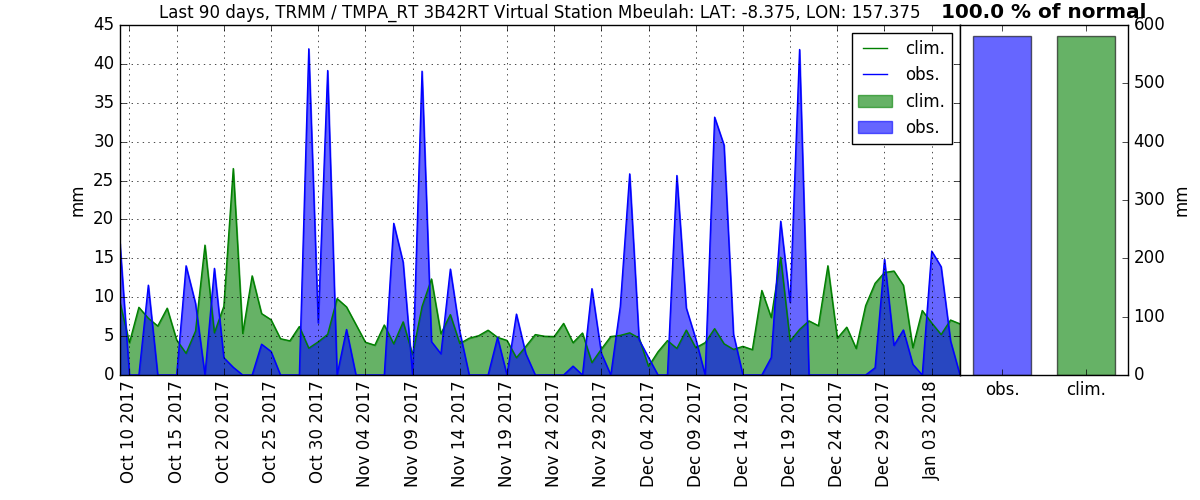 Last 90 days, TRMM / TMPA_RT 3B42RT Virtual Station Mbeulah: LAT: -8.375, LON: 157.375
100.0 % of normal
45
40
35
30
25
20
15
10
5
0
mm
clim.
obs.
clim.
obs.
600
500
400
300
200
100
0
mm
obs.
clim.
Oct 10 2017
Oct 15 2017
Oct 20 2017
Oct 25 2017
Oct 30 2017
Nov 04 2017
Nov 09 2017
Nov 14 2017
Nov 19 2017
Nov 24 2017
Nov 29 2017
Dec 04 2017
Dec 09 2017
Dec 14 2017
Dec 19 2017
Dec 24 2017
Dec 29 2017
Jan 03 2018